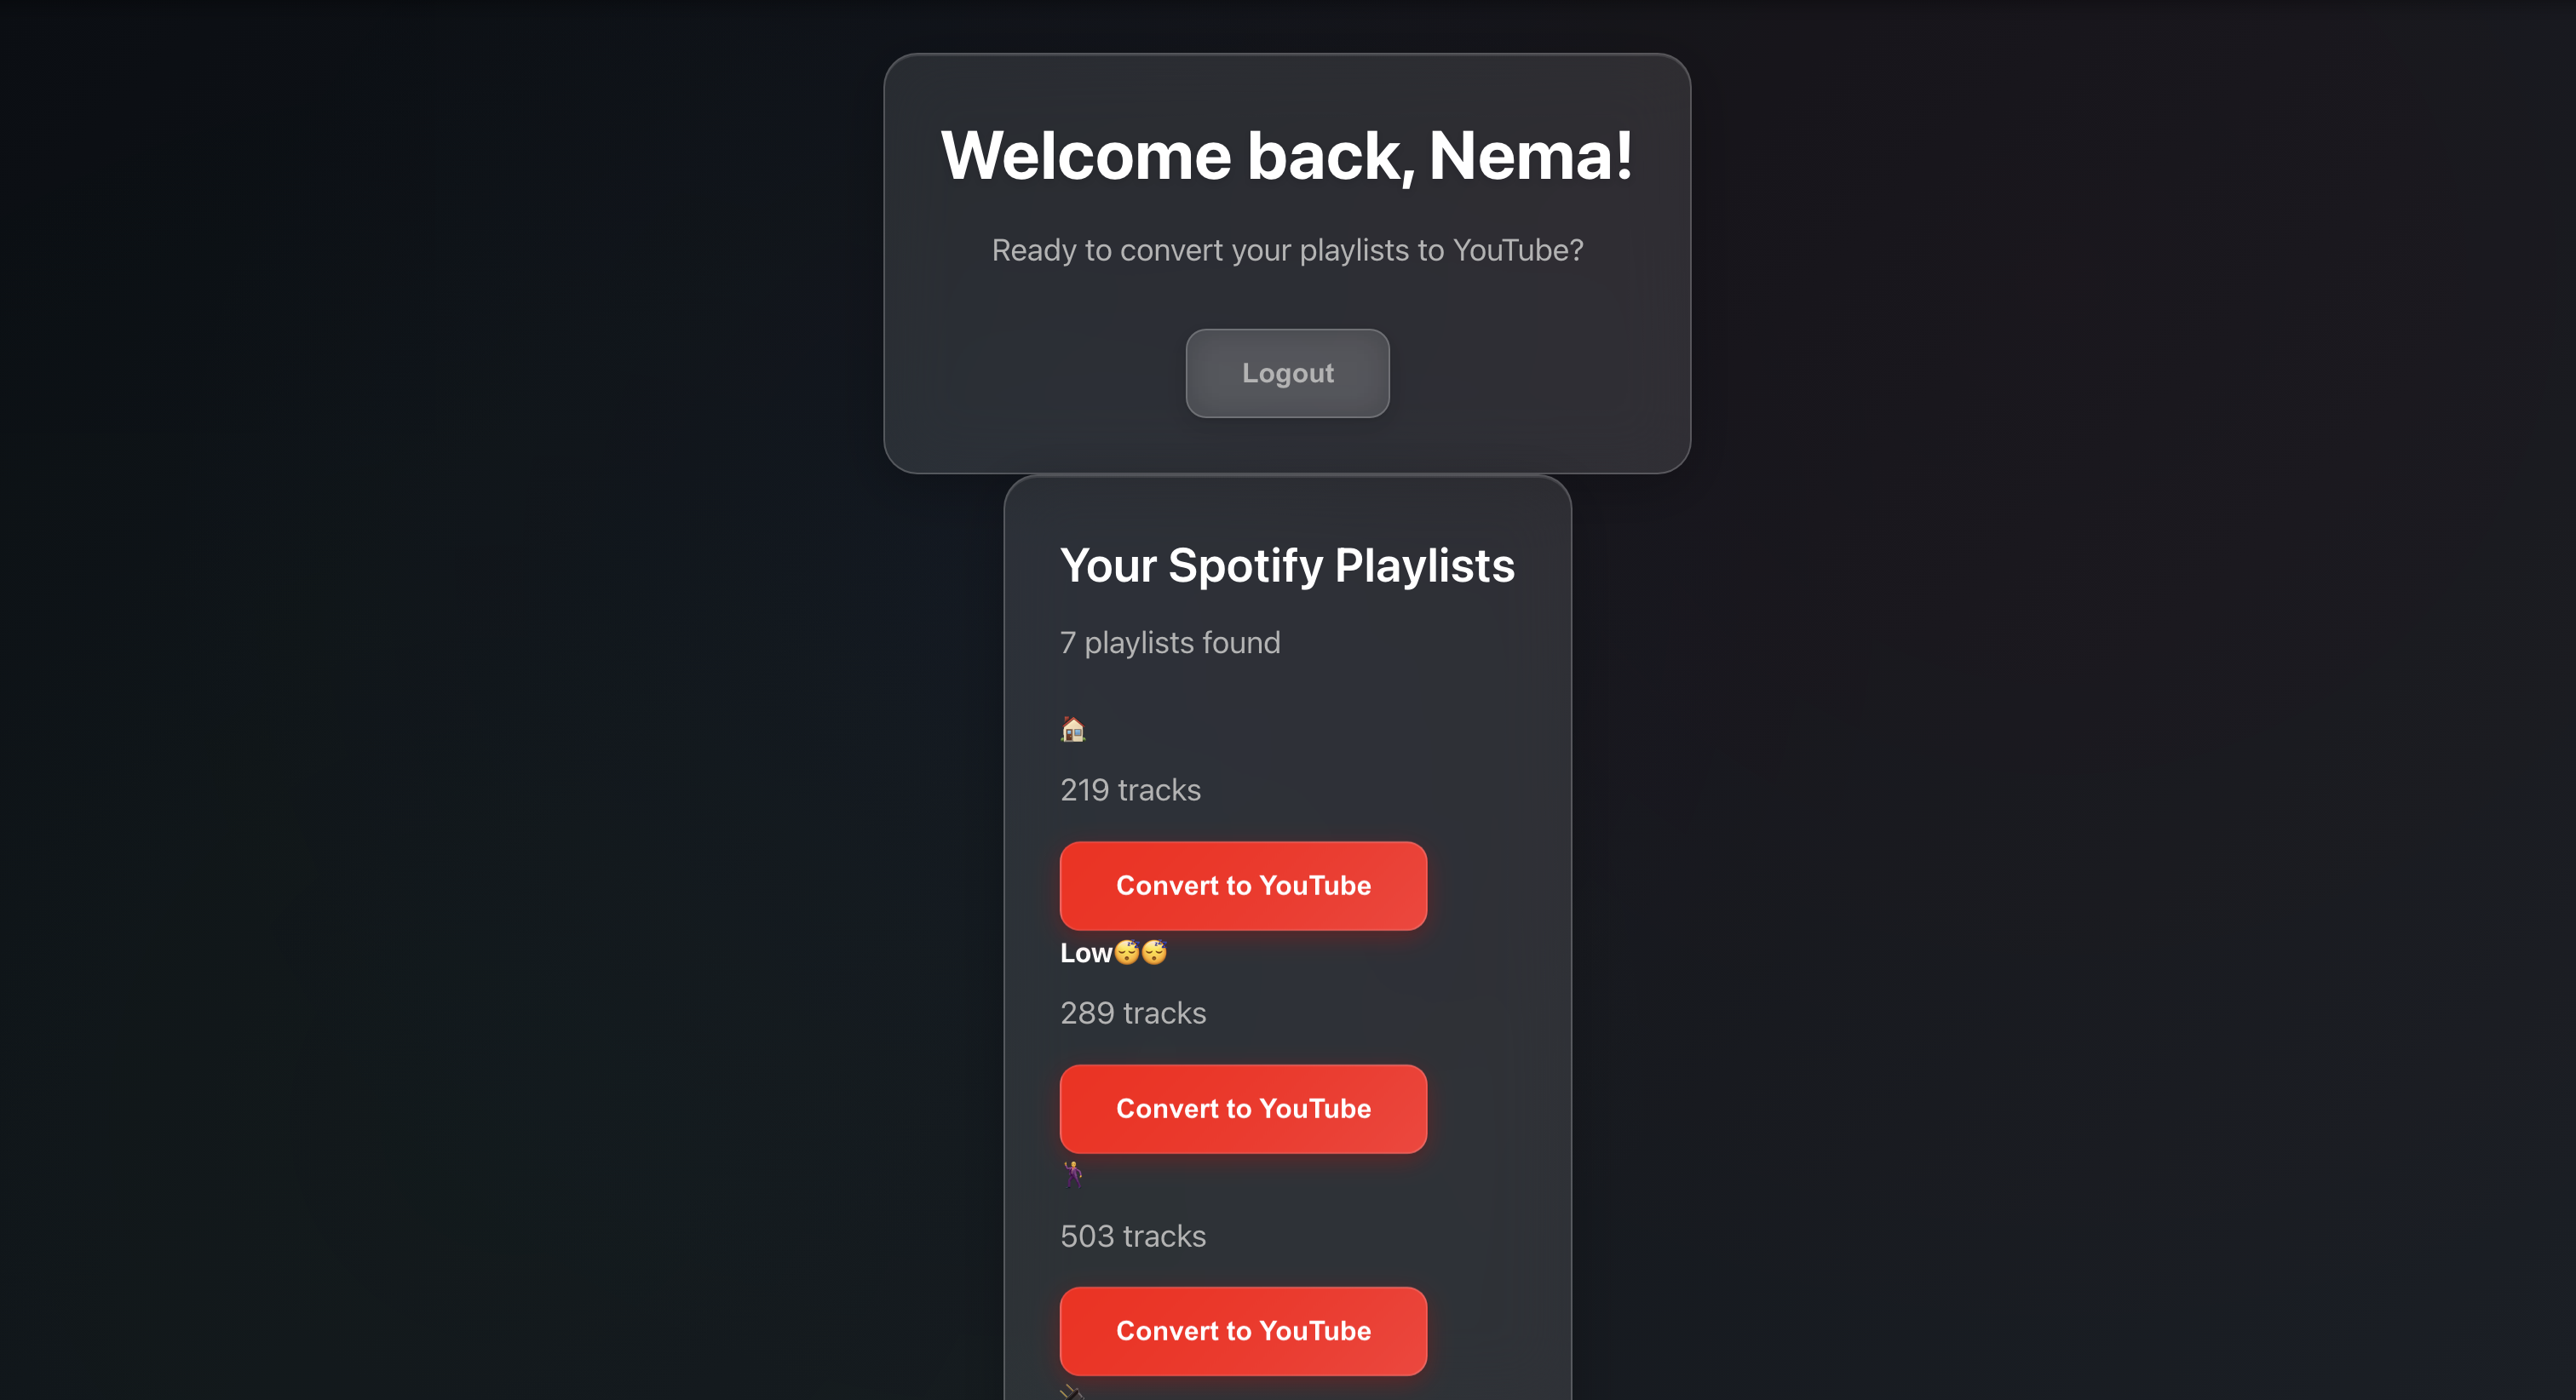 Welcome back, Nema!
Ready to convert your playlists to YouTube?
Logout
Your Spotify Playlists
7 playlists found
🏠
219 tracks
Convert to YouTube
Low😴😴
289 tracks
Convert to YouTube
🕺
503 tracks
Convert to YouTube
🔌